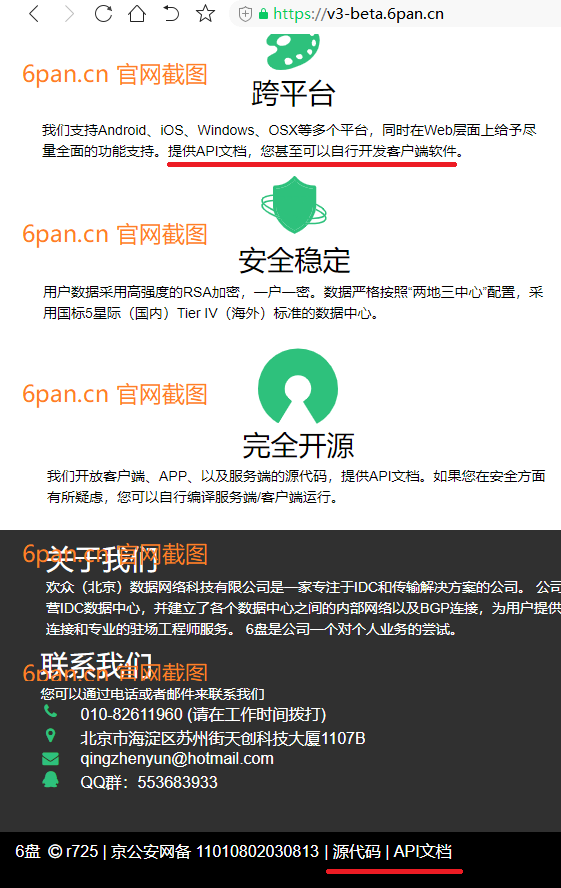 https://v3-beta.6pan.cn
6pan.cn 官网截图
跨平台
我们支持Android、iOS、Windows、OSX等多个平台，同时在Web层面上给予尽
量全面的功能支持。提供API文档，您甚至可以自行开发客户端软件。
6pan.cn 官网截图
安全稳定
用户数据采用高强度的RSA加密，一户一密。数据严格按照“两地三中心”配置，采
用国标5星际（国内）Tier IV（海外）标准的数据中心。
6pan.cn 官网截图
完全开源
我们开放客户端、APP、以及服务端的源代码，提供API文档。如果您在安全方面
有所疑虑，您可以自行编译服务端/客户端运行。
6pan.cn 官网截图
关于我们
欢众（北京）数据网络科技有限公司是一家专注于IDC和传输解决方案的公司。 公司
营IDC数据中心，并建立了各个数据中心之间的内部网络以及BGP连接，为用户提供
连接和专业的驻场工程师服务。 6盘是公司一个对个人业务的尝试。
联系我们
6pan.cn 官网截图
您可以通过电话或者邮件来联系我们
010-82611960 (请在工作时间拨打)
北京市海淀区苏州街天创科技大厦1107B
qingzhenyun@hotmail.com
QQ群：553683933
6盘 © r725 | 京公安网备 11010802030813 | 源代码 | API文档